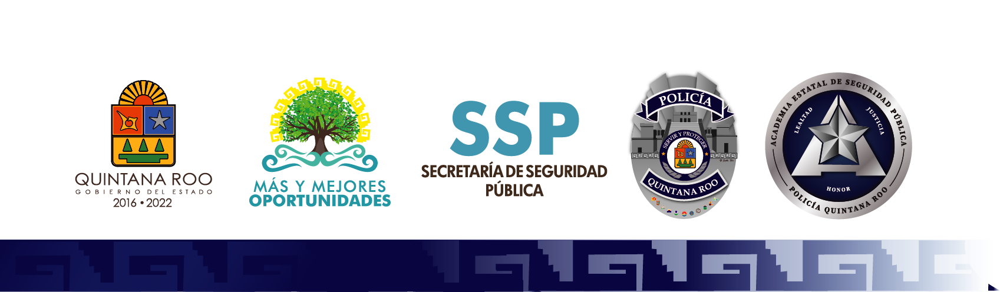 QUINTANA ROO
GOBIERNO DEL ESTADO
2016 • 2022
MÁS Y MEJORES
OPORTUNIDADES
SSP
SECRETARÍA DE SEGURIDAD
PÚBLICA
POLICÍA
SERVIR Y PROTEGER
QUINTANA ROO
ACADEMIA ESTATAL DE SEGURIDAD PÚBLICA
LEALTAD
JUSTICIA
HONOR
POLICÍA QUINTANA ROO